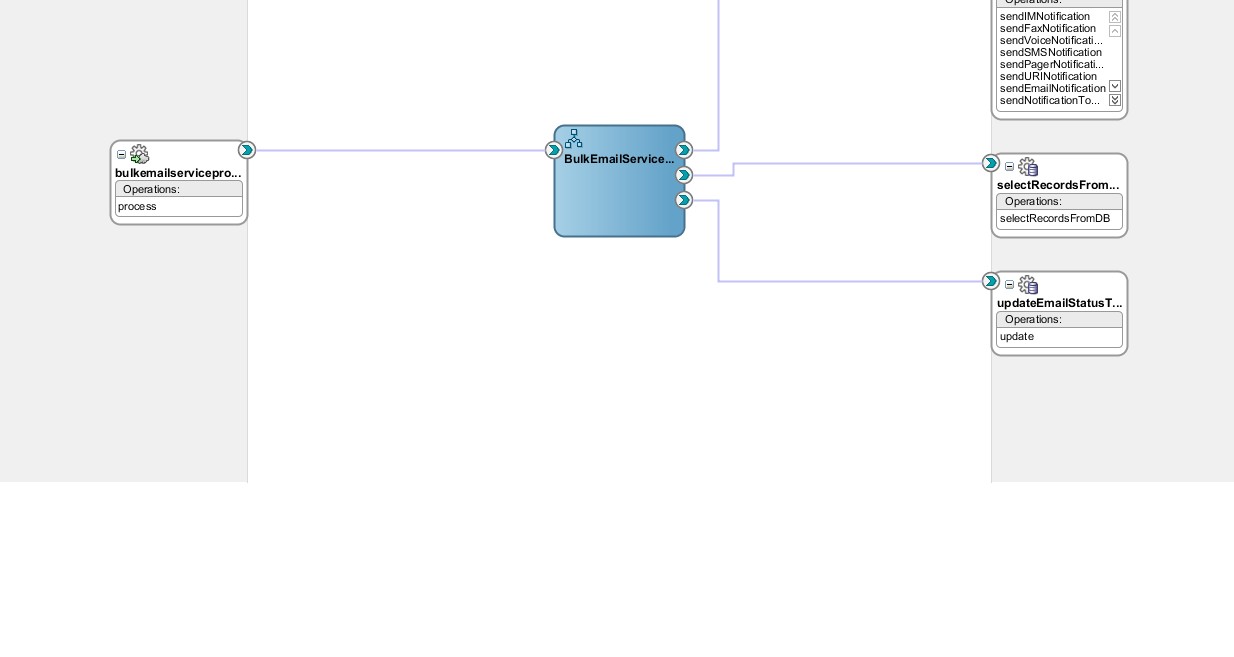 Operations:
sendIMNotification
sendFaxNotification
sendVoiceNotificati...
sendSMSNotification
sendPagerNotificati...
sendURINotification
sendEmailNotification
sendNotificationTo...
bulkemailservicepro...
Operations:
process
BulkEmailService...
selectRecordsFrom...
Operations:
selectRecordsFromDB
updateEmailStatusT...
Operations:
update